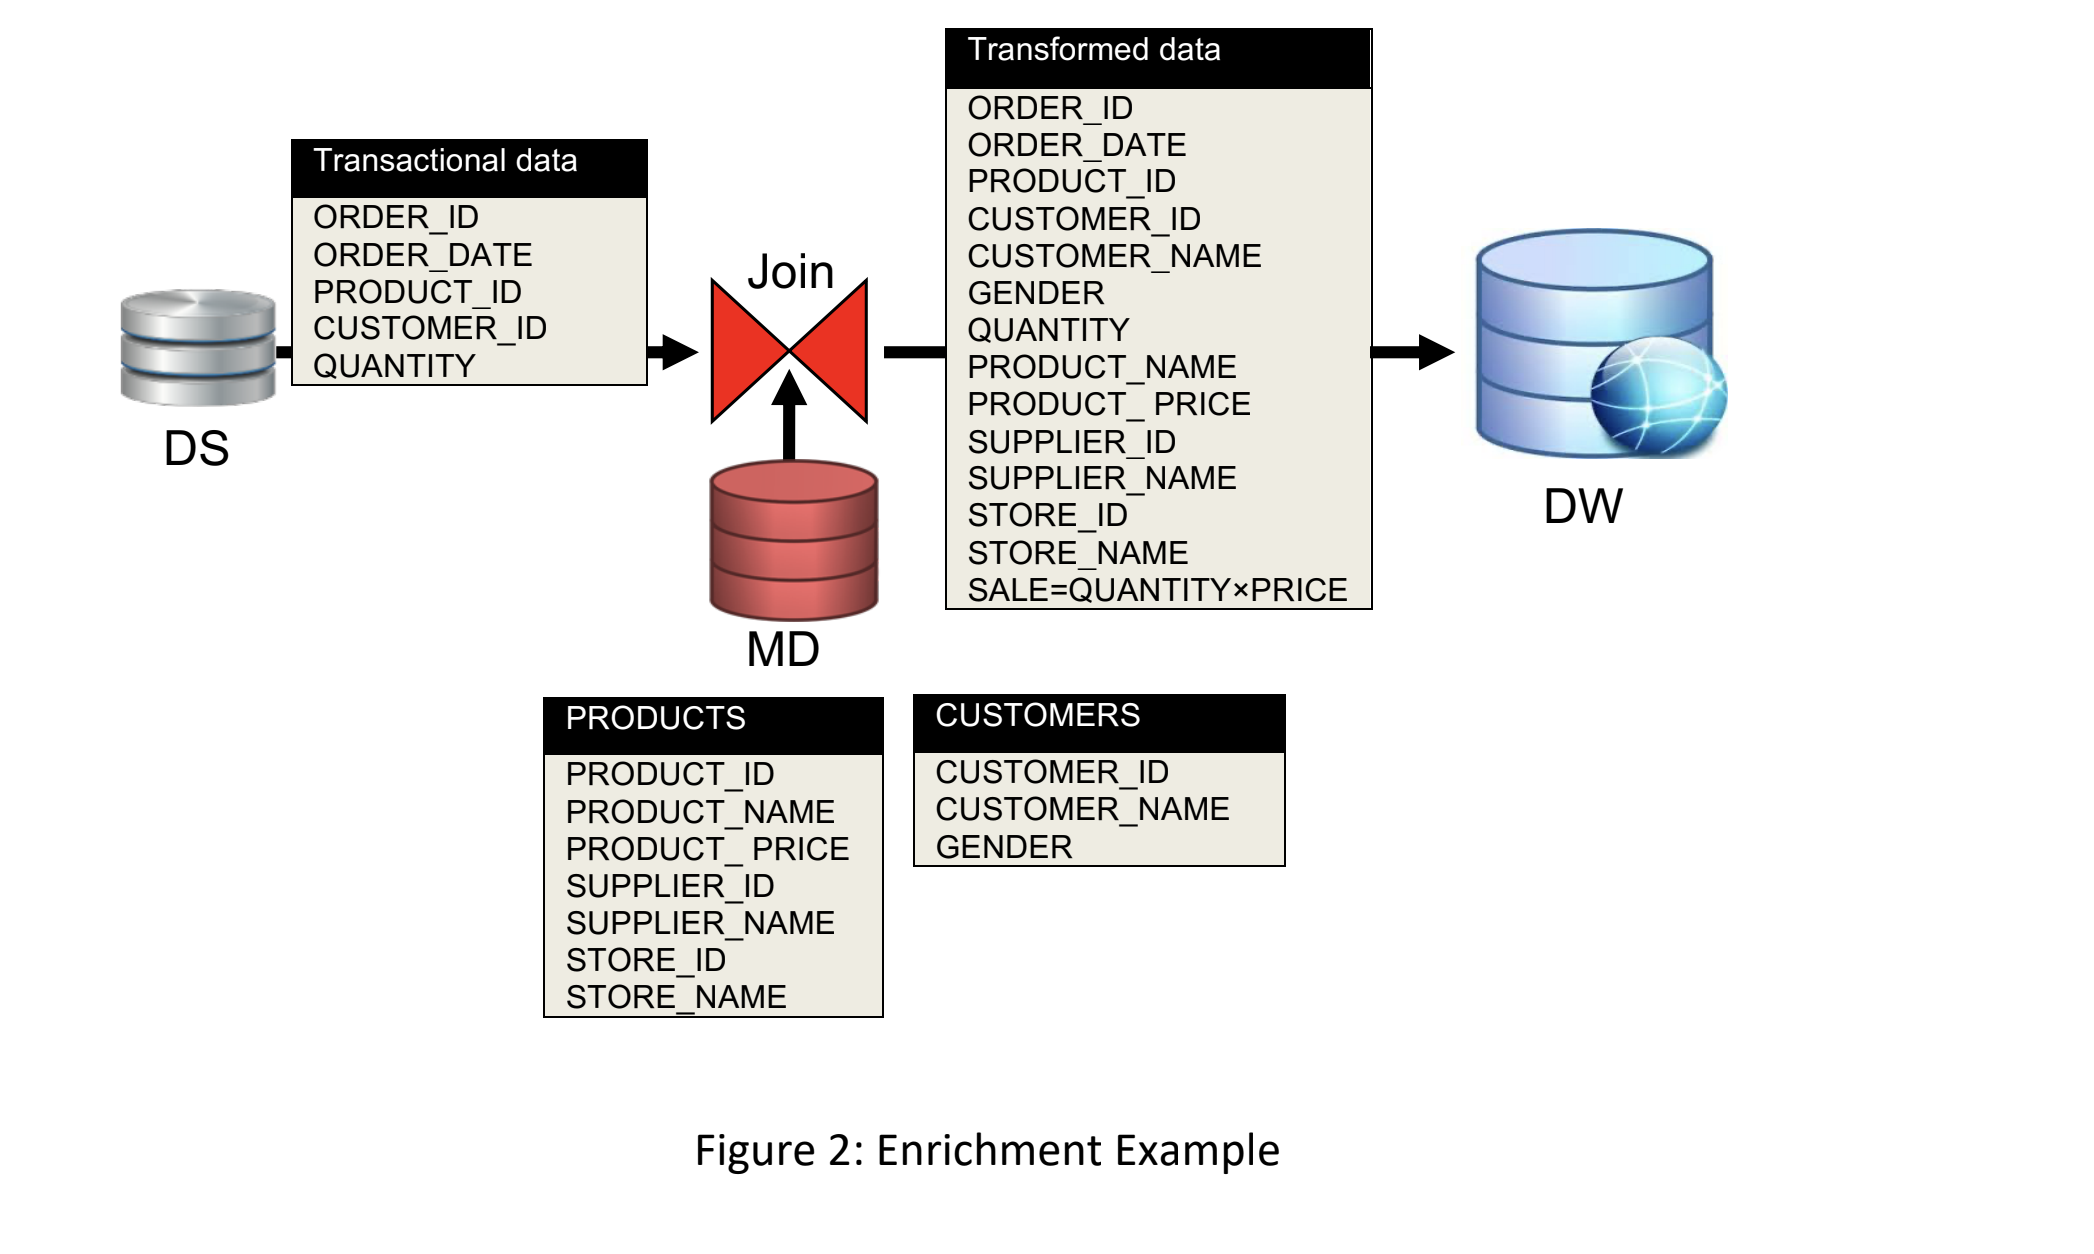 Transformed data
ORDER_ID
ORDER_DATE
PRODUCT_ID
CUSTOMER_ID
CUSTOMER_NAME
GENDER
QUANTITY
PRODUCT_NAME
PRODUCT_ PRICE
SUPPLIER_ID
SUPPLIER_NAME
STORE_ID
STORE_NAME
SALE=QUANTITY×PRICE
Transactional data
ORDER_ID
ORDER_DATE
PRODUCT_ID
CUSTOMER_ID
QUANTITY
Join
DS
DW
MD
PRODUCTS
PRODUCT_ID
PRODUCT_NAME
PRODUCT_ PRICE
SUPPLIER_ID
SUPPLIER_NAME
STORE_ID
STORE_NAME
CUSTOMERS
CUSTOMER_ID
CUSTOMER_NAME
GENDER
Figure 2: Enrichment Example